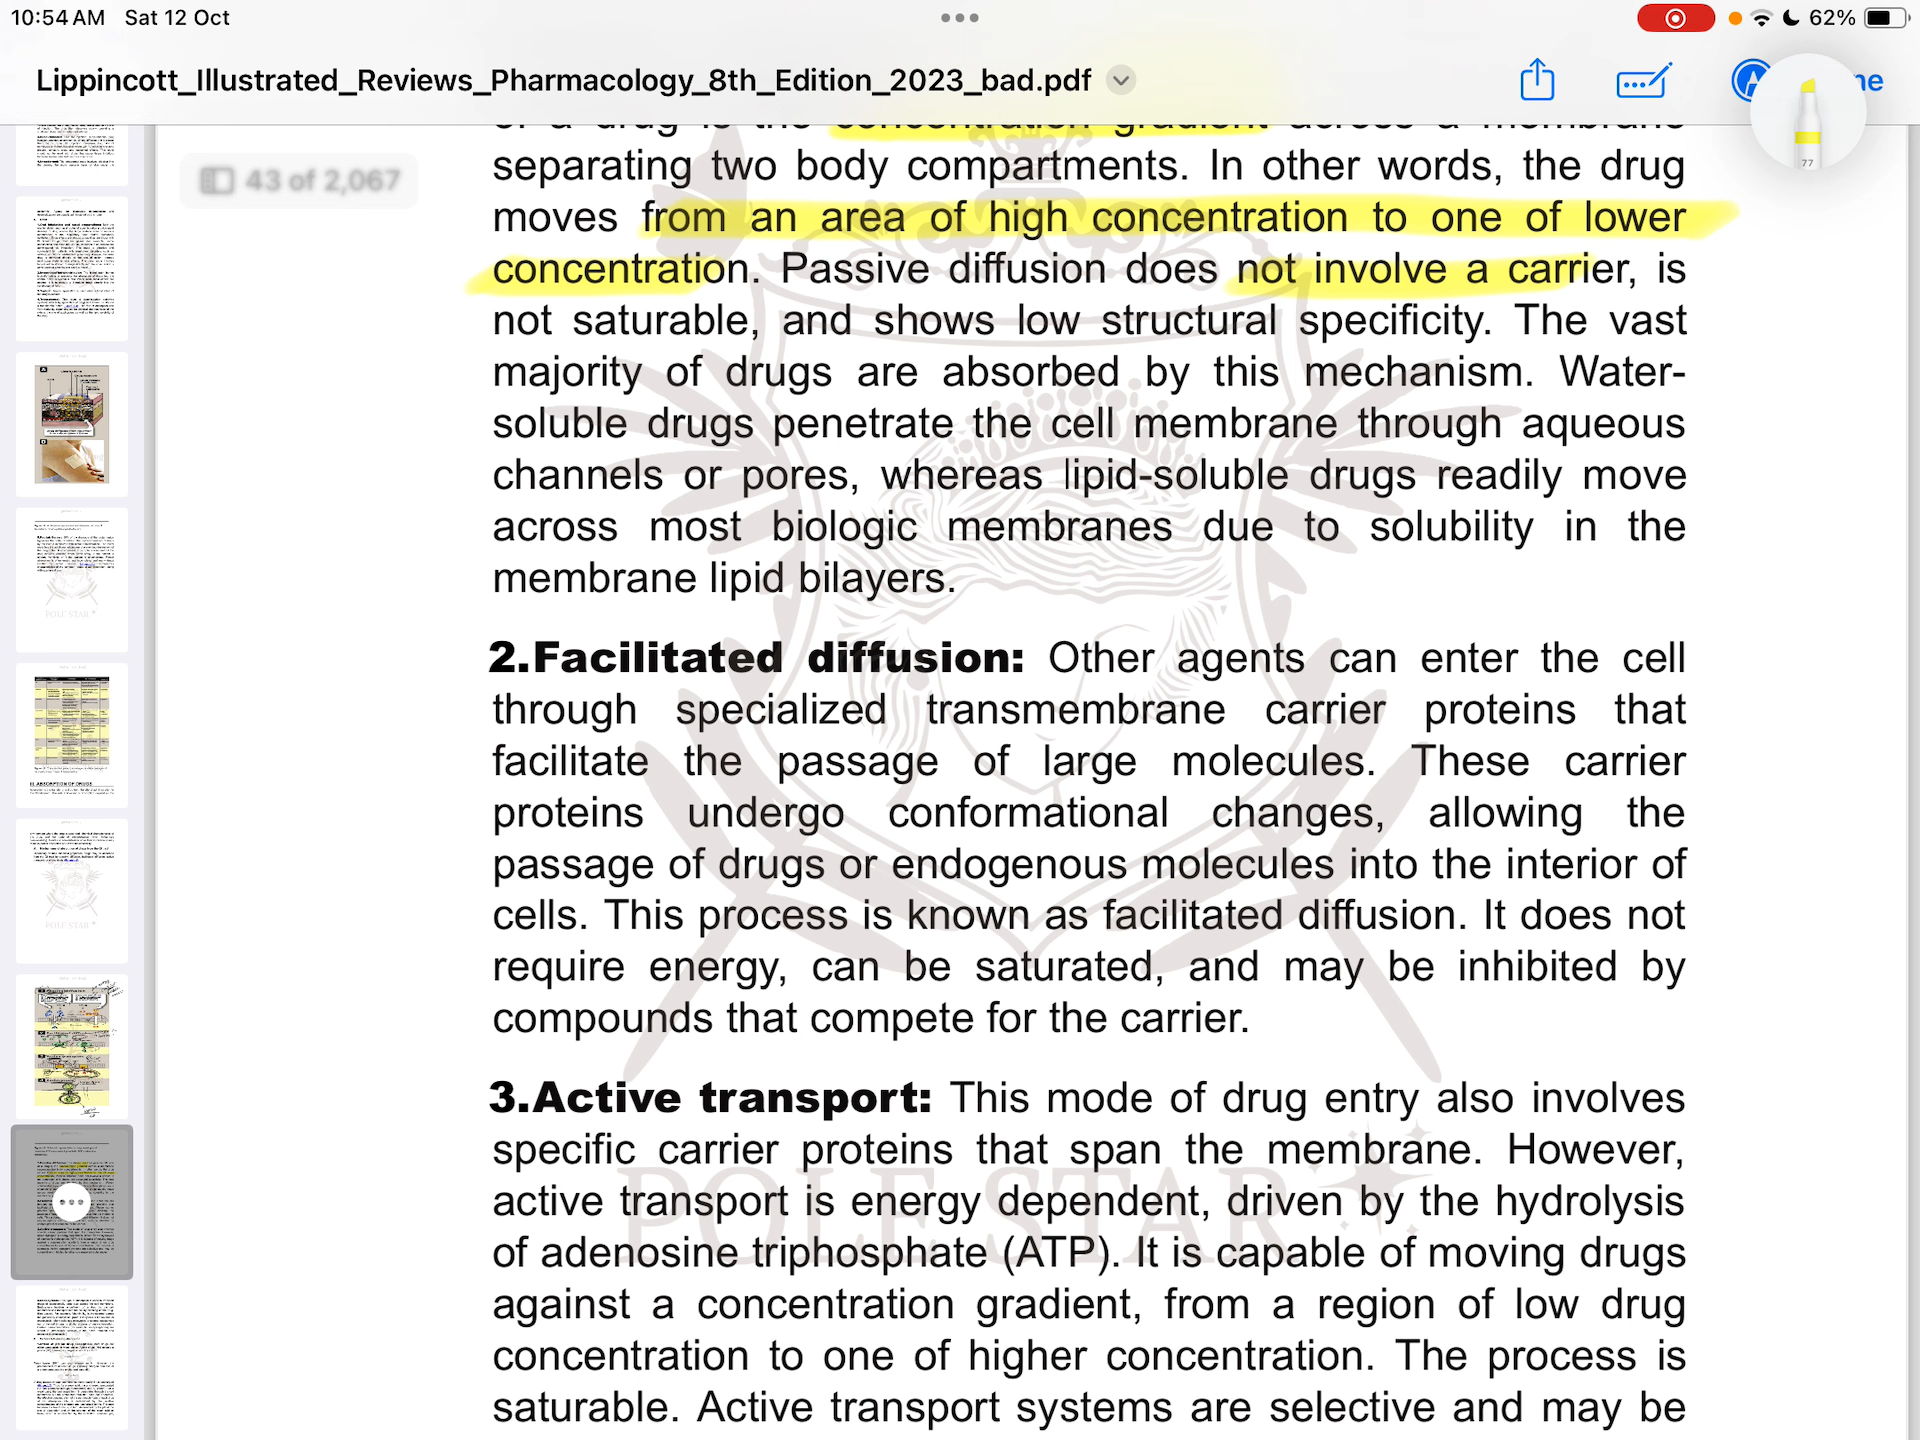 10:54 AM Sat 12 Oct
62%
Lippincott_Illustrated_Reviews_Pharmacology_8th_Edition_2023_bad.pdf
77
43 of 2,067
of a drug is the concentration gradient across a membrane
separating two body compartments. In other words, the drug
moves from an area of high concentration to one of lower
concentration. Passive diffusion does not involve a carrier, is
not saturable, and shows low structural specificity. The vast
majority of drugs are absorbed by this mechanism. Water-
soluble drugs penetrate the cell membrane through aqueous
channels or pores, whereas lipid-soluble drugs readily move
across most biologic membranes due to solubility in the
membrane lipid bilayers.
2. Facilitated diffusion: Other agents can enter the cell
through specialized transmembrane carrier proteins that
facilitate the passage of large molecules. These carrier
proteins undergo conformational changes, allowing the
passage of drugs or endogenous molecules into the interior of
cells. This process is known as facilitated diffusion. It does not
require energy, can be saturated, and may be inhibited by
compounds that compete for the carrier.
3. Active transport: This mode of drug entry also involves
specific carrier proteins that span the membrane. However,
active transport is energy dependent, driven by the hydrolysis
of adenosine triphosphate (ATP). It is capable of moving drugs
against a concentration gradient, from a region of low drug
concentration to one of higher concentration. The process is
saturable. Active transport systems are selective and may be
POLE STAR